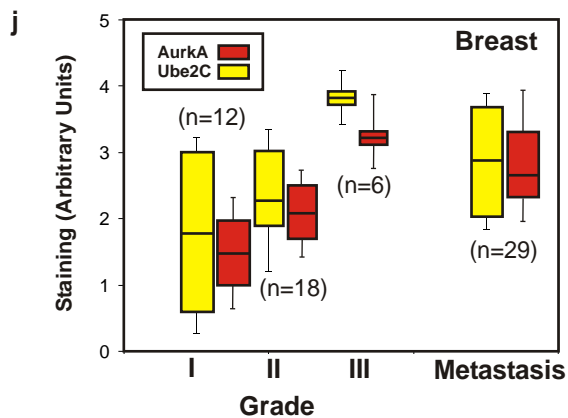 j
Breast
AurkA
Ube2C
Staining (Arbitrary Units)
5
4
3
2
1
0
(n=12)
(n=18)
(n=6)
(n=29)
I
II
III
Metastasis
Grade